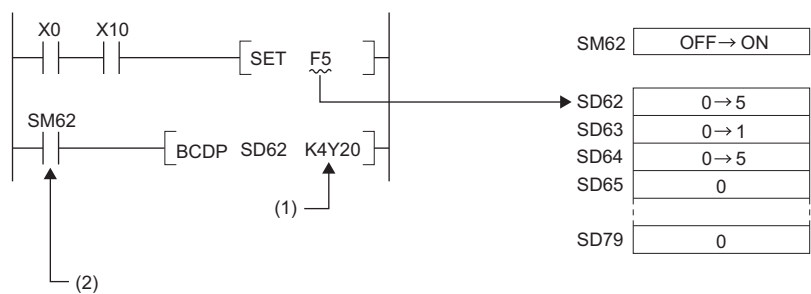 X0 X10
SET F5
SM62
BCDP SD62 K4Y20
(1)
(2)
SM62 OFF→ON
SD62 0→5
SD63 0→1
SD64 0→5
SD65 0
SD79 0